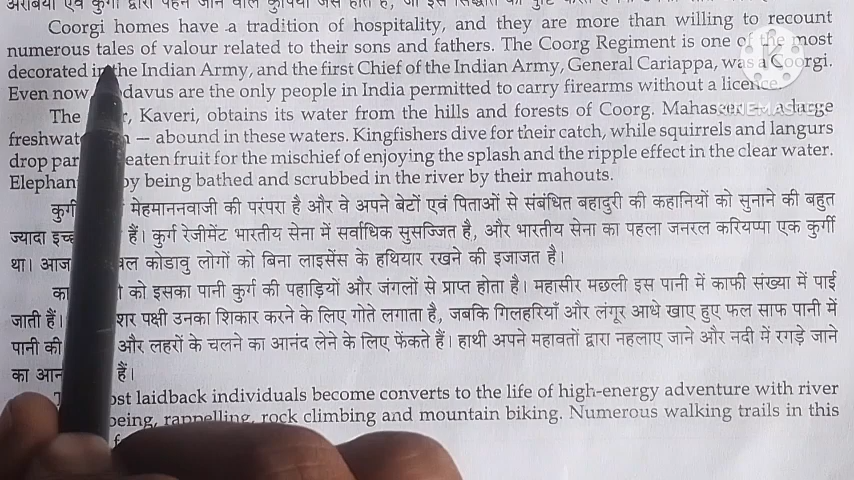 अरबियों एवं कुर्गों द्वारा पहने जाने वाले
Coorgi homes have a tradition of hospitality, and they are more than willing to recount
numerous tales of valour related to their sons and fathers. The Coorg Regiment is one of the most
decorated in the Indian Army, and the first Chief of the Indian Army, General Cariappa, was a Coorgi.
Even now davus are the only people in India permitted to carry firearms without a licence.
The r, Kaveri, obtains its water from the hills and forests of Coorg. Mahaseer — a large
freshwat — abound in these waters. Kingfishers dive for their catch, while squirrels and langurs
drop par eaten fruit for the mischief of enjoying the splash and the ripple effect in the clear water.
Elephan by being bathed and scrubbed in the river by their mahouts.
कुर्गी मेहमाननवाजी की परंपरा है और वे अपने बेटों एवं पिताओं से संबंधित बहादुरी की कहानियों को सुनाने की बहुत
ज्यादा इच्छ हैं। कुर्ग रेजीमेंट भारतीय सेना में सर्वाधिक सुसज्जित है, और भारतीय सेना का पहला जनरल करियप्पा एक कुर्गी
था। आज वल कोडावु लोगों को बिना लाइसेंस के हथियार रखने की इजाजत है।
का को इसका पानी कुर्ग की पहाड़ियों और जंगलों से प्राप्त होता है। महासीर मछली इस पानी में काफी संख्या में पाई
जाती हैं। शर पक्षी उनका शिकार करने के लिए गोते लगाता है, जबकि गिलहरियाँ और लंगूर आधे खाए हुए फल साफ पानी में
पानी की और लहरों के चलने का आनंद लेने के लिए फेंकते हैं। हाथी अपने महावतों द्वारा नहलाए जाने और नदी में रगड़े जाने
का आन हैं।
T ost laidback individuals become converts to the life of high-energy adventure with river
being, rappelling, rock climbing and mountain biking. Numerous walking trails in this
KINEMASTER